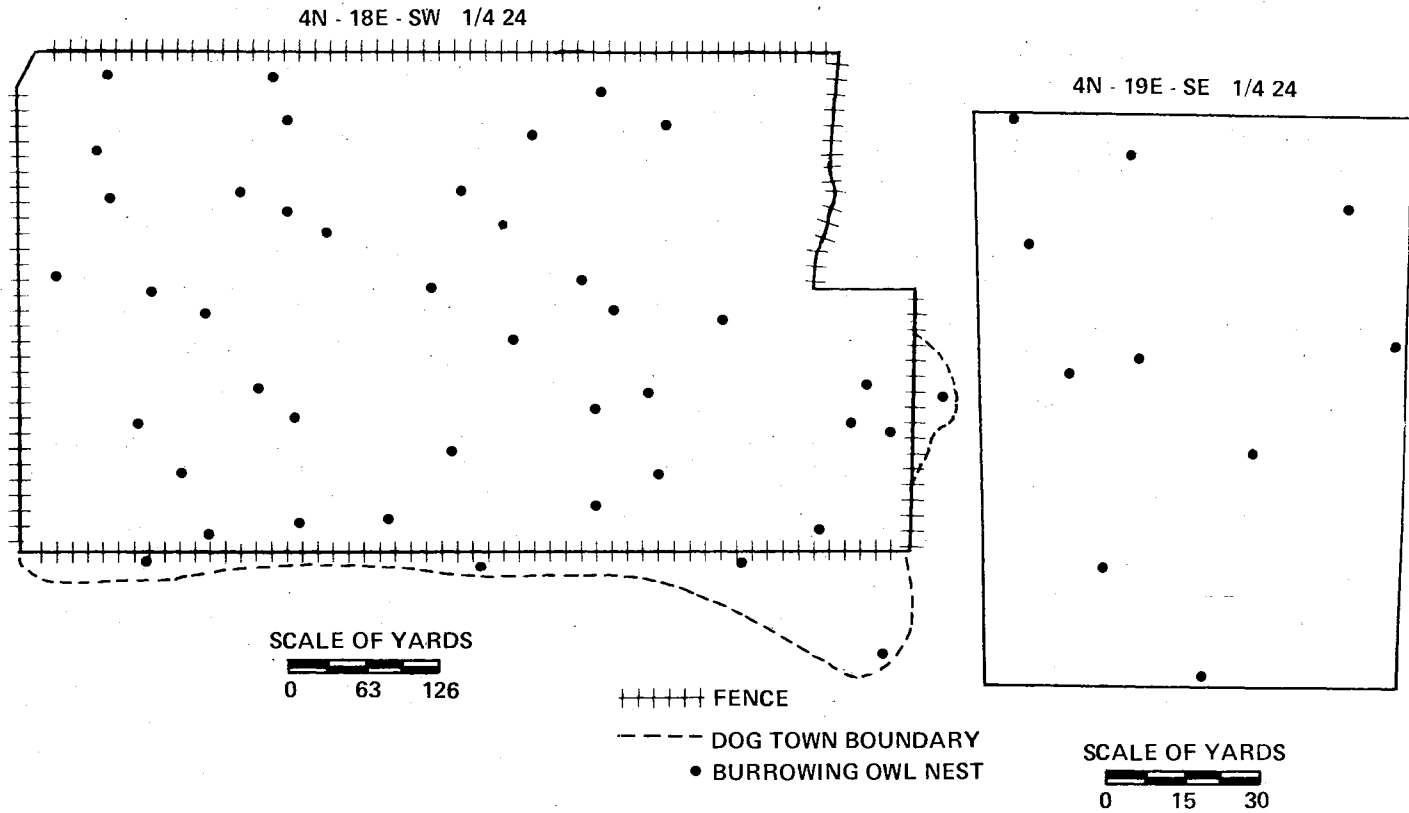 4N - 18E - SW 1/4 24
4N - 19E - SE 1/4 24
SCALE OF YARDS
0 63 126
FENCE
DOG TOWN BOUNDARY
BURROWING OWL NEST
SCALE OF YARDS
0 15 30